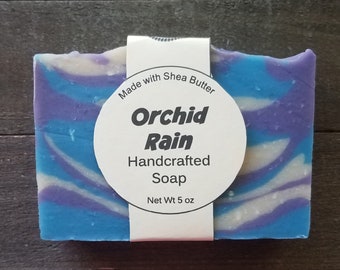 Made with Shea Butter
Orchid
Rain
Handcrafted
Soap
Net Wt 5 oz